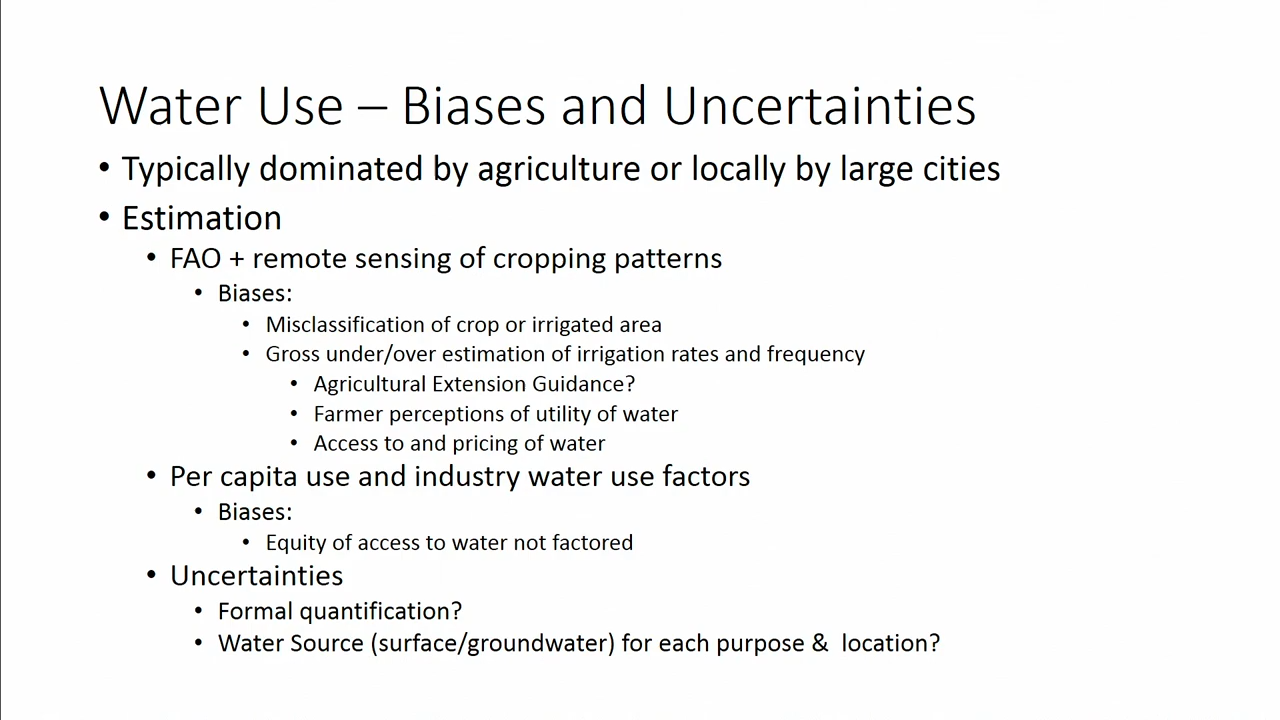 Water Use – Biases and Uncertainties
• Typically dominated by agriculture or locally by large cities
• Estimation
• FAO + remote sensing of cropping patterns
• Biases:
• Misclassification of crop or irrigated area
• Gross under/over estimation of irrigation rates and frequency
• Agricultural Extension Guidance?
• Farmer perceptions of utility of water
• Access to and pricing of water
• Per capita use and industry water use factors
• Biases:
• Equity of access to water not factored
• Uncertainties
• Formal quantification?
• Water Source (surface/groundwater) for each purpose &  location?